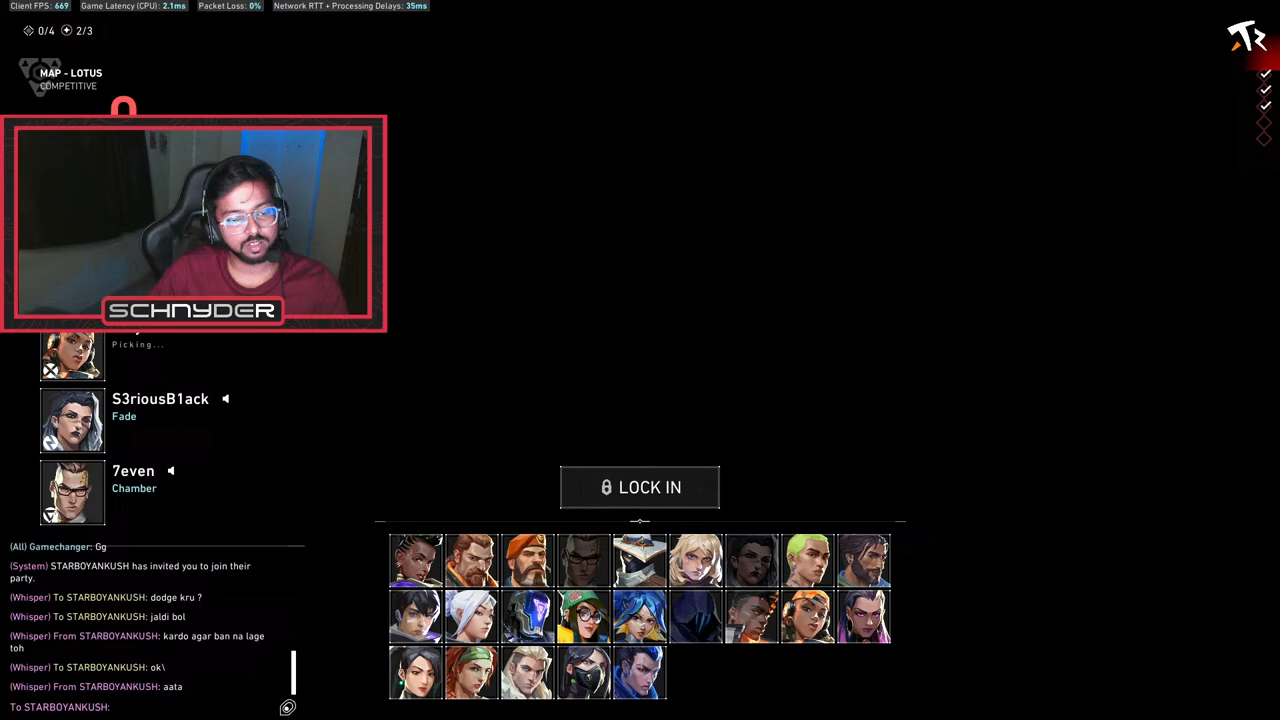 Client FPS: 669 Game Latency (CPU): 2.1ms Packet Loss: 0% Network RTT + Processing Delays: 35ms
0/4 2/3
MAP - LOTUS
COMPETITIVE
SCHNYDER
Picking...
S3riousB1ack
Fade
7even
Chamber
LOCK IN
(All) Gamechanger: Gg
(System) STARBOYANKUSH has invited you to join their
party.
(Whisper) To STARBOYANKUSH: dodge kru ?
(Whisper) To STARBOYANKUSH: jaldi bol
(Whisper) From STARBOYANKUSH: kardo agar ban na lage
toh
(Whisper) To STARBOYANKUSH: ok\
(Whisper) From STARBOYANKUSH: aata
To STARBOYANKUSH: